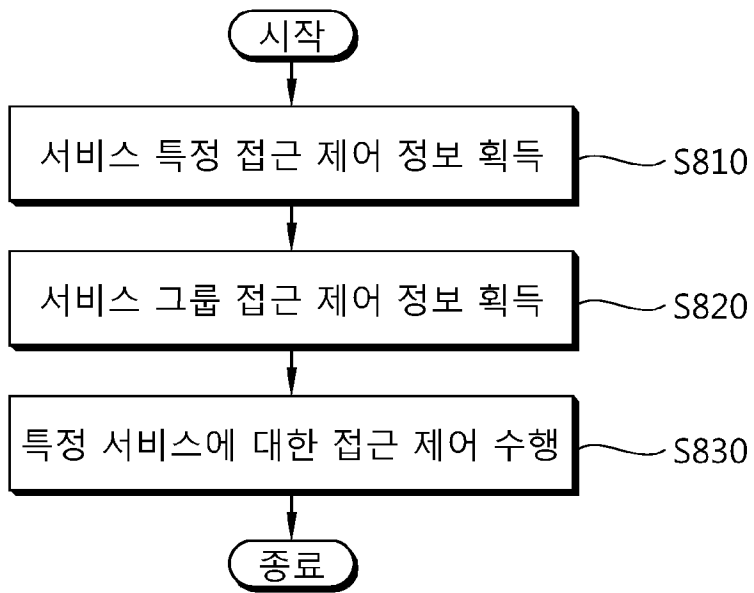 시작
서비스 특정 접근 제어 정보 획득
S810
서비스 그룹 접근 제어 정보 획득
S820
특정 서비스에 대한 접근 제어 수행
S830
종료